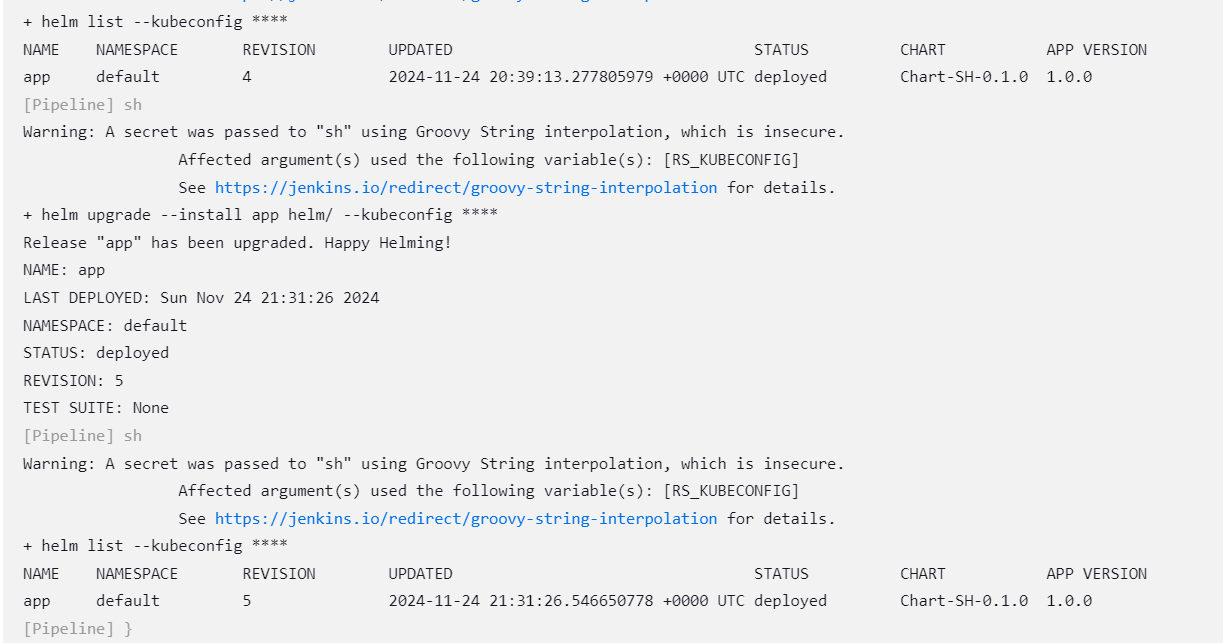 + helm list --kubeconfig ****
NAME    NAMESPACE       REVISION        UPDATED                                 STATUS          CHART           APP VERSION
app     default         4               2024-11-24 20:39:13.277805979 +0000 UTC deployed        Chart-SH-0.1.0  1.0.0
[Pipeline] sh
Warning: A secret was passed to "sh" using Groovy String interpolation, which is insecure.
Affected argument(s) used the following variable(s): [RS_KUBECONFIG]
See https://jenkins.io/redirect/groovy-string-interpolation for details.
+ helm upgrade --install app helm/ --kubeconfig ****
Release "app" has been upgraded. Happy Helming!
NAME: app
LAST DEPLOYED: Sun Nov 24 21:31:26 2024
NAMESPACE: default
STATUS: deployed
REVISION: 5
TEST SUITE: None
[Pipeline] sh
Warning: A secret was passed to "sh" using Groovy String interpolation, which is insecure.
Affected argument(s) used the following variable(s): [RS_KUBECONFIG]
See https://jenkins.io/redirect/groovy-string-interpolation for details.
+ helm list --kubeconfig ****
NAME    NAMESPACE       REVISION        UPDATED                                 STATUS          CHART           APP VERSION
app     default         5               2024-11-24 21:31:26.546650778 +0000 UTC deployed        Chart-SH-0.1.0  1.0.0
[Pipeline] }